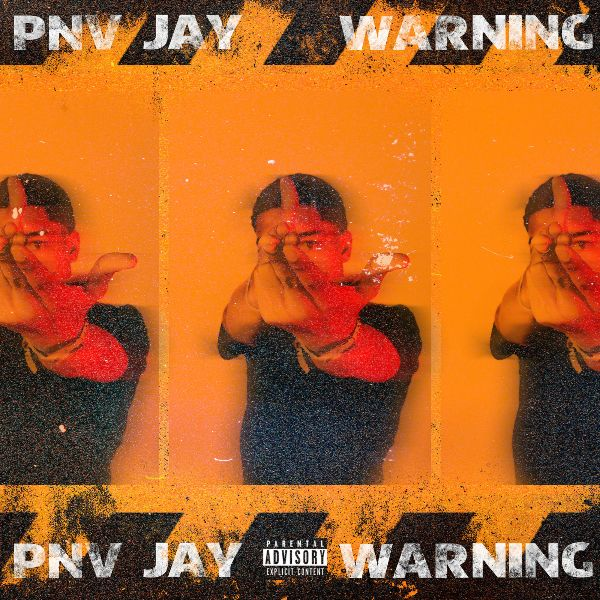 PNV JAY WARNING
PNV JAY PARENTAL ADVISORY EXPLICIT CONTENT WARNING